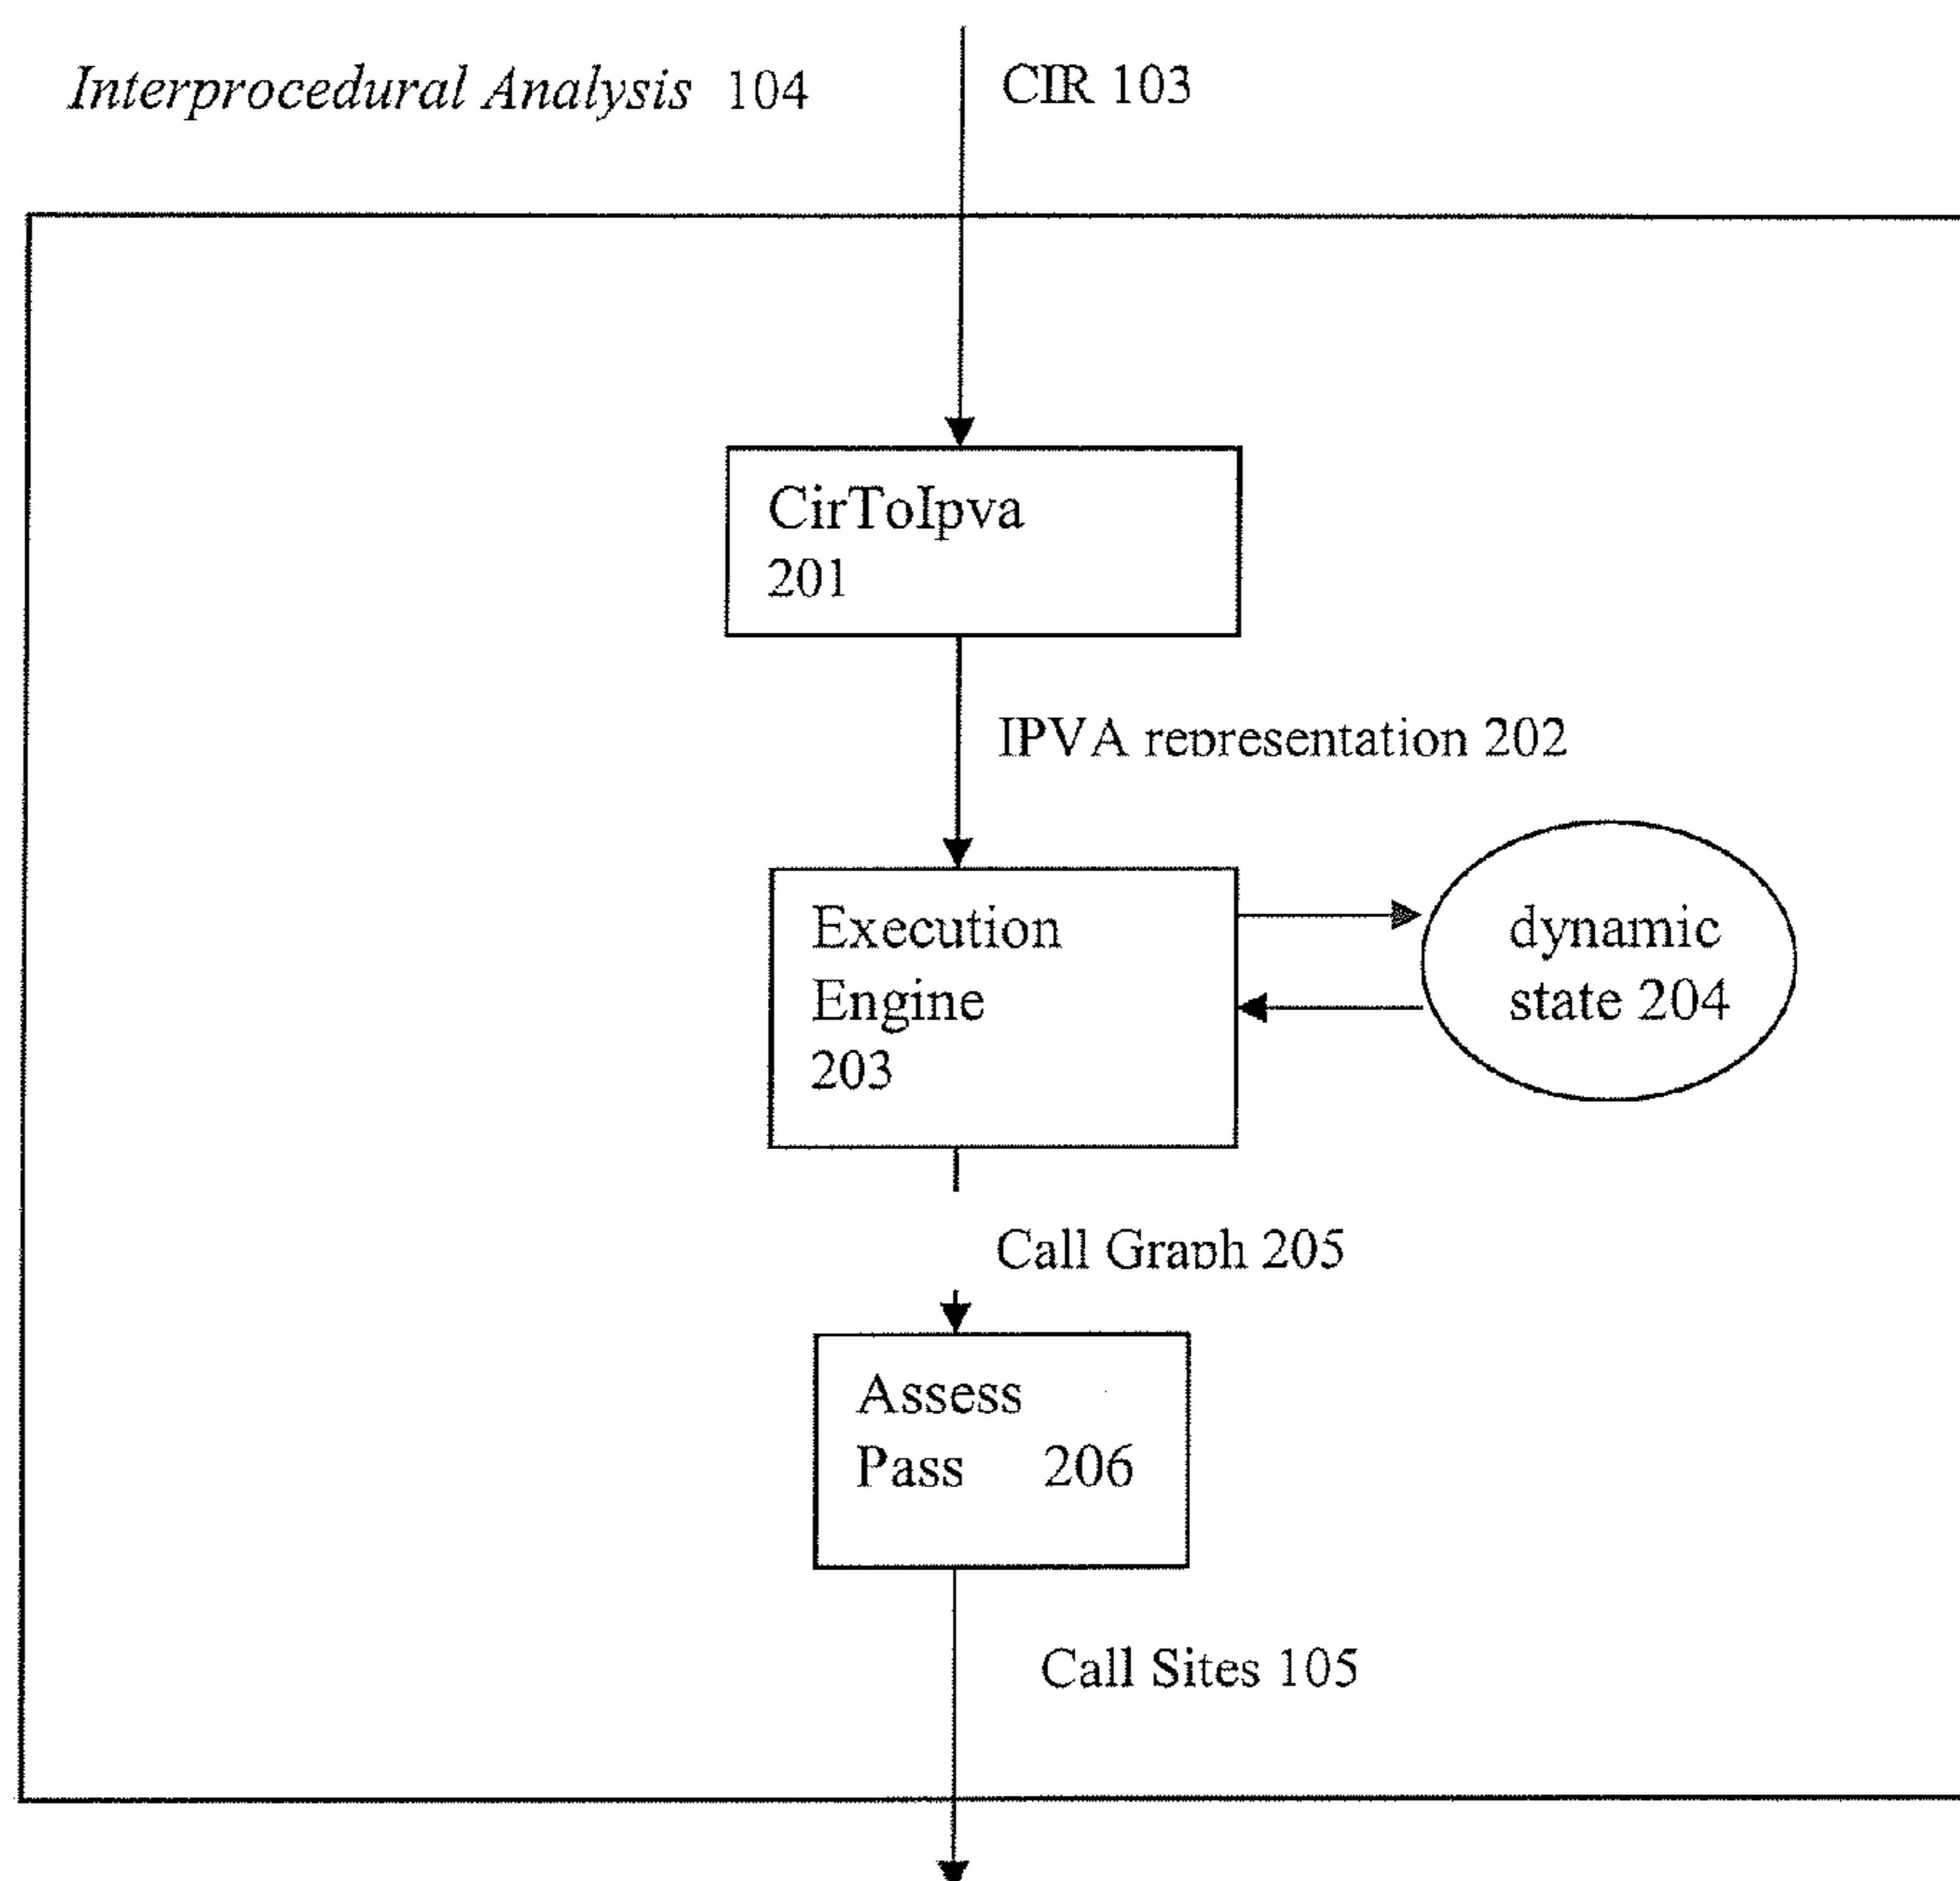 Interprocedural Analysis 104
CIR 103
CirToIpva
201
IPVA representation 202
Execution
Engine
203
dynamic
state 204
Call Graph 205
Assess
Pass 206
Call Sites 105